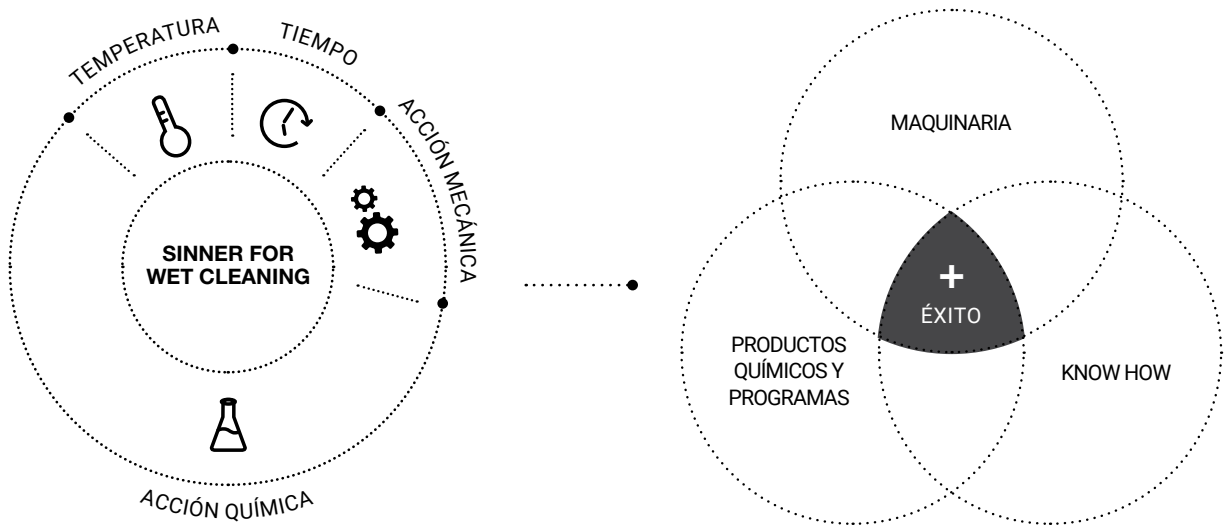 TEMPERATURA
TIEMPO
ACCIÓN MECÁNICA
SINNER FOR
WET CLEANING
ACCIÓN QUÍMICA
MAQUINARIA
+
ÉXITO
PRODUCTOS
QUÍMICOS Y
PROGRAMAS
KNOW HOW